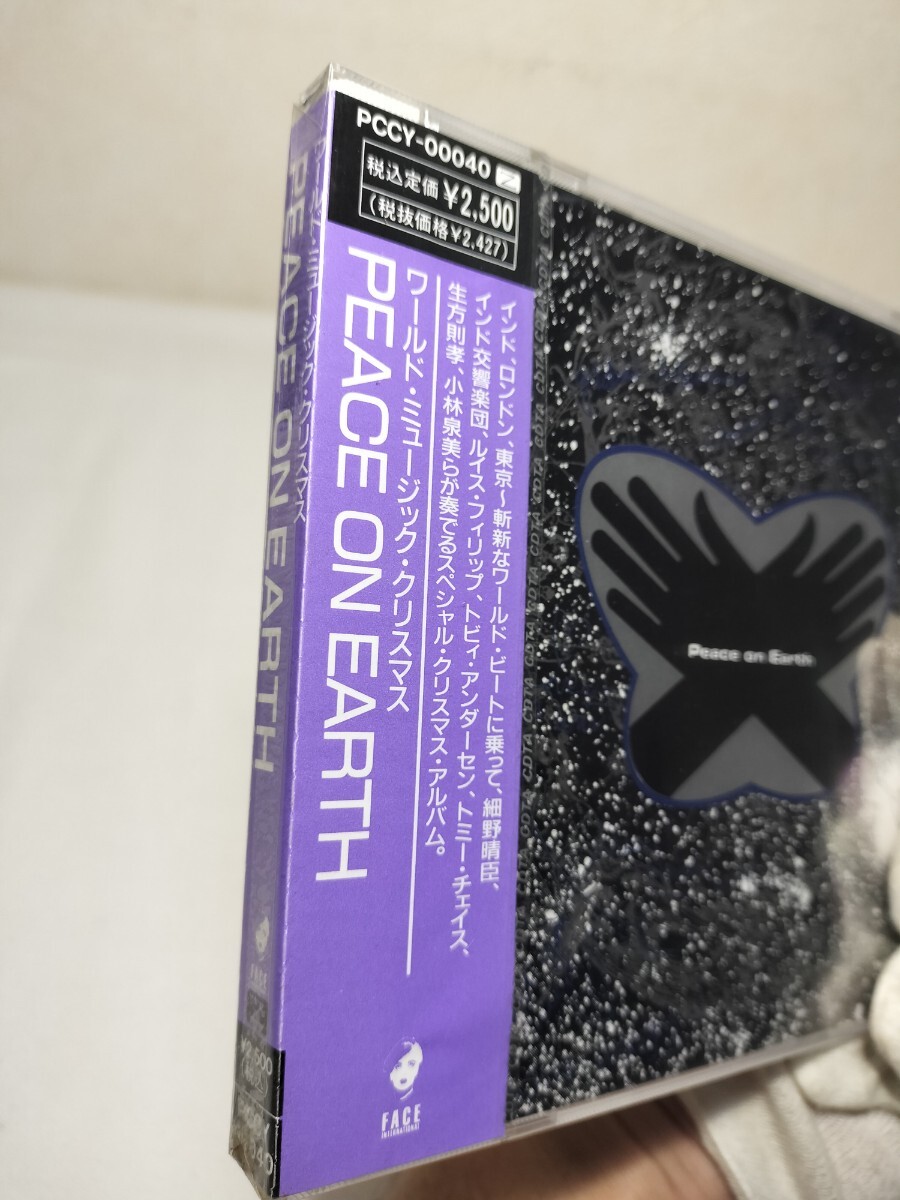 PCCY-00040 Z
税込定価 ¥2,500
(税抜価格¥2,427)
ワールド・ミュージック・クリスマス
PEACE ON EARTH
インド、ロンドン、東京〜斬新なワールド・ビートに乗って、細野晴臣、
インド交響楽団、ルイス・フィリップ、トビィ・アンダーセン、トミー・チェイス、
生方則孝、小林泉美らが奏でるスペシャル・クリスマス・アルバム。
FACE
INTERNATIONAL
ワールド・ミュージック・クリスマス
PEACE ON EARTH
FACE
Peace on Earth
CDTA CDTA CDTA